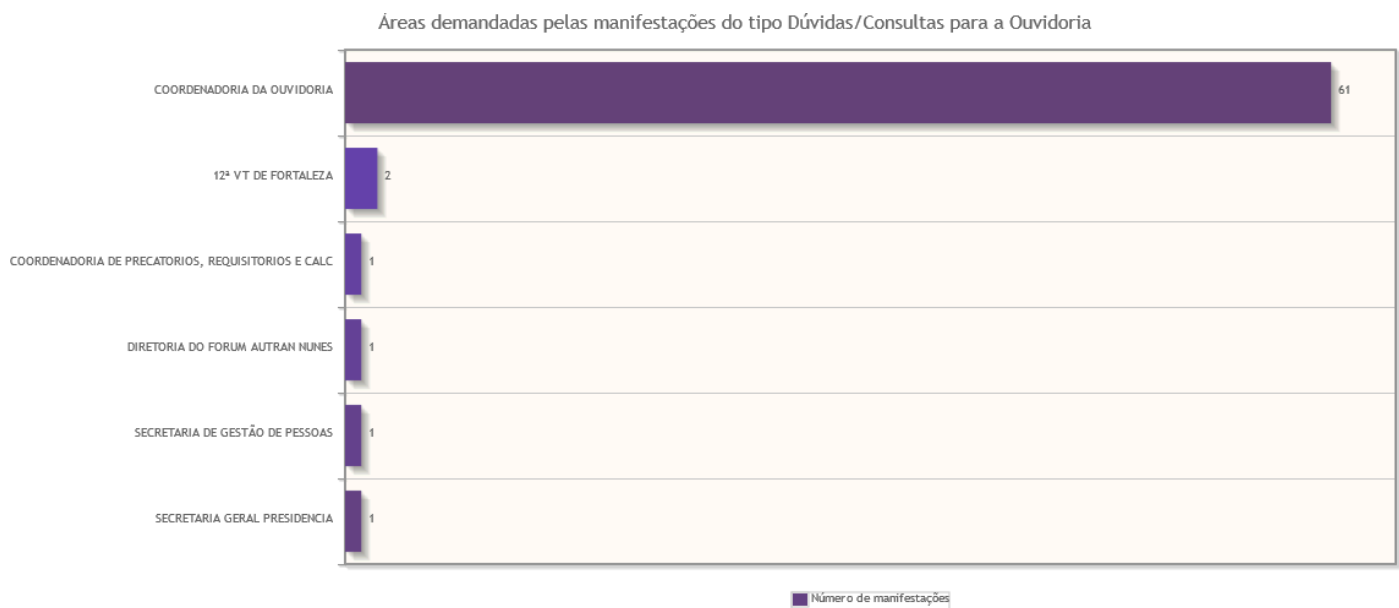 Áreas demandadas pelas manifestações do tipo Dúvidas/Consultas para a Ouvidoria
COORDENADORIA DA OUVIDORIA
61
12ª VT DE FORTALEZA
2
COORDENADORIA DE PRECATORIOS, REQUISITORIOS E CALC
1
DIRETORIA DO FORUM AUTRAN NUNES
1
SECRETARIA DE GESTÃO DE PESSOAS
1
SECRETARIA GERAL PRESIDENCIA
1
Número de manifestações